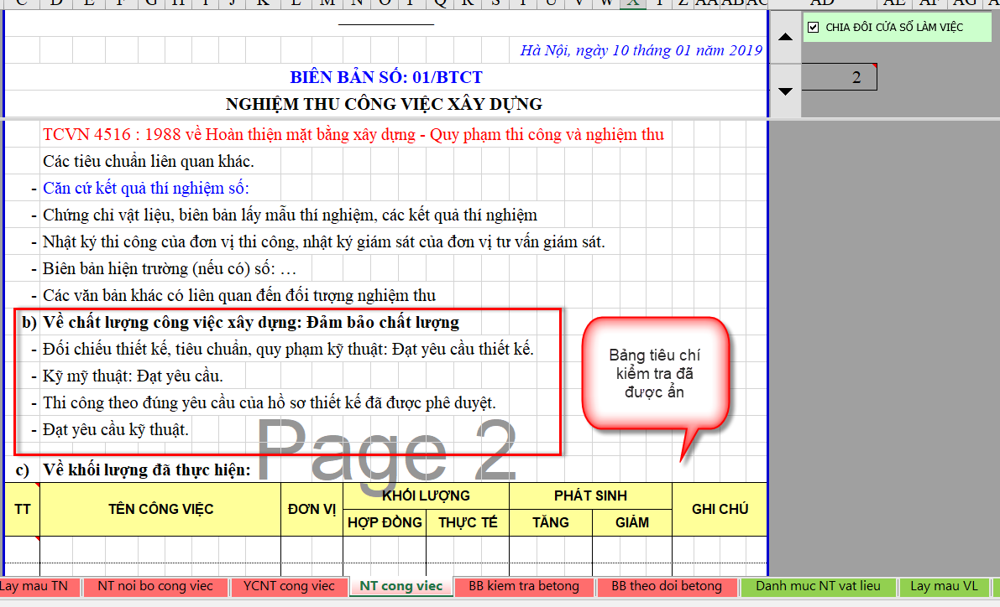 C D E F G H I J K L M N O P Q R S T U V W X Y Z AA AB AC AD AE AF AG
CHIA ĐÔI CỬA SỔ LÀM VIỆC
Hà Nội, ngày 10 tháng 01 năm 2019
2
BIÊN BẢN SỐ: 01/BTCT
NGHIỆM THU CÔNG VIỆC XÂY DỰNG
TCVN 4516 : 1988 về Hoàn thiện mặt bằng xây dựng - Quy phạm thi công và nghiệm thu
Các tiêu chuẩn liên quan khác.
- Căn cứ kết quả thí nghiệm số:
- Chứng chỉ vật liệu, biên bản lấy mẫu thí nghiệm, các kết quả thí nghiệm
- Nhật ký thi công của đơn vị thi công, nhật ký giám sát của đơn vị tư vấn giám sát.
- Biên bản hiện trường (nếu có) số: …
- Các văn bản khác có liên quan đến đối tượng nghiệm thu
b) Về chất lượng công việc xây dựng: Đảm bảo chất lượng
- Đối chiếu thiết kế, tiêu chuẩn, quy phạm kỹ thuật: Đạt yêu cầu thiết kế.
- Kỹ mỹ thuật: Đạt yêu cầu.
- Thi công theo đúng yêu cầu của hồ sơ thiết kế đã được phê duyệt.
- Đạt yêu cầu kỹ thuật.
Bảng tiêu chí
kiểm tra đã
được ẩn
Page 2
c) Về khối lượng đã thực hiện:
TT TÊN CÔNG VIỆC ĐƠN VỊ KHỐI LƯỢNG PHÁT SINH GHI CHÚ
HỢP ĐỒNG THỰC TẾ TĂNG GIẢM
Lay mau TN NT noi bo cong viec YCNT cong viec NT cong viec BB kiem tra betong BB theo doi betong Danh muc NT vat lieu Lay mau VL